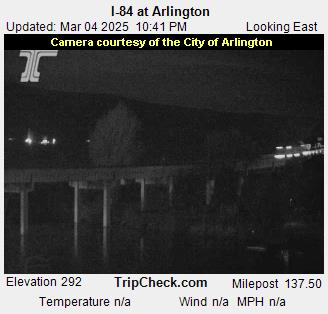 I-84 at Arlington
Updated: Mar 04 2025 10:41 PM Looking East
Camera courtesy of the City of Arlington
Elevation 292 TripCheck.com Milepost 137.50
Temperature n/a Wind n/a MPH n/a